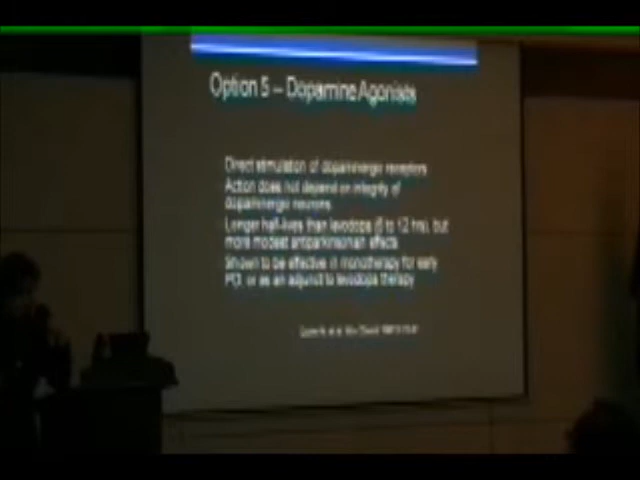 Option 5 – Dopamine Agonists
Direct stimulation of dopaminergic receptors
Action does not depend on integrity of
dopaminergic neurons
Longer half-lives than levodopa (6 to 12 hrs), but
more modest antiparkinsonian effects
Shown to be effective in monotherapy for early
PD, or as an adjunct to levodopa therapy